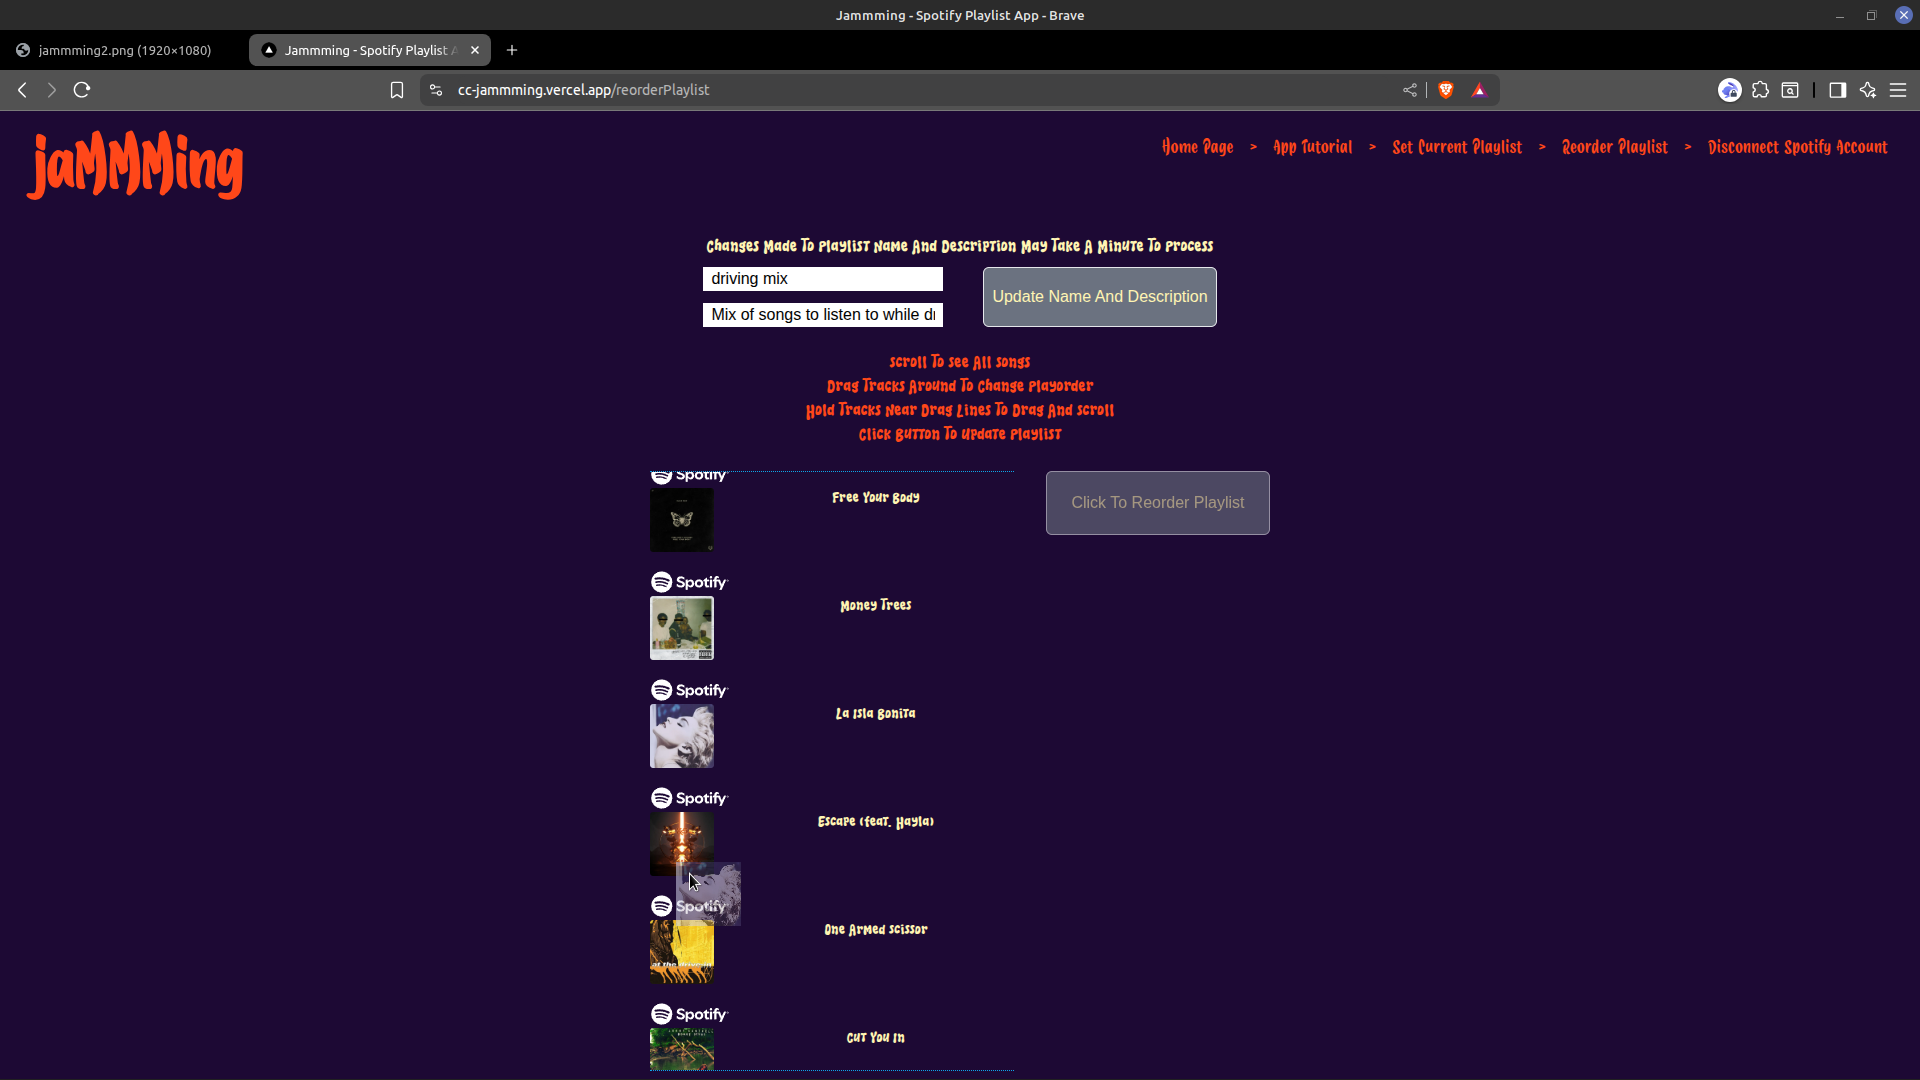 Jammming - Spotify Playlist App - Brave
jammming2.png (1920×1080)
Jammming - Spotify Playlist A
cc-jammming.vercel.app/reorderPlaylist
jaMMMing
Home Page > App Tutorial > Set Current Playlist > Reorder Playlist > Disconnect Spotify Account
Changes Made To Playlist Name And Description May Take A Minute To Process
driving mix
Update Name And Description
Mix of songs to listen to while dr
Scroll To See All Songs
Drag Tracks Around To Change Playorder
Hold Tracks Near Drag Lines To Drag And Scroll
Click Button To Update Playlist
Spotify
Free Your Body
Click To Reorder Playlist
Spotify
Money Trees
Spotify
La Isla Bonita
Spotify
Escape (feat. Hayla)
Spotify
One Armed Scissor
Spotify
Cut You In